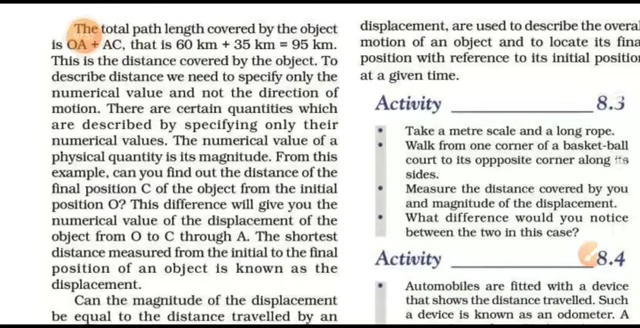 The total path length covered by the object
is OA + AC, that is 60 km + 35 km = 95 km.
This is the distance covered by the object. To
describe distance we need to specify only the
numerical value and not the direction of
motion. There are certain quantities which
are described by specifying only their
numerical values. The numerical value of a
physical quantity is its magnitude. From this
example, can you find out the distance of the
final position C of the object from the initial
position O? This difference will give you the
numerical value of the displacement of the
object from O to C through A. The shortest
distance measured from the initial to the final
position of an object is known as the
displacement.
Can the magnitude of the displacement
be equal to the distance travelled by an
displacement, are used to describe the overa
motion of an object and to locate its fina
position with reference to its initial positio
at a given time.
Activity 8.3
• Take a metre scale and a long rope.
• Walk from one corner of a basket-ball
court to its oppposite corner along its
sides.
• Measure the distance covered by you
and magnitude of the displacement.
• What difference would you notice
between the two in this case?
Activity 8.4
• Automobiles are fitted with a device
that shows the distance travelled. Such
a device is known as an odometer. A